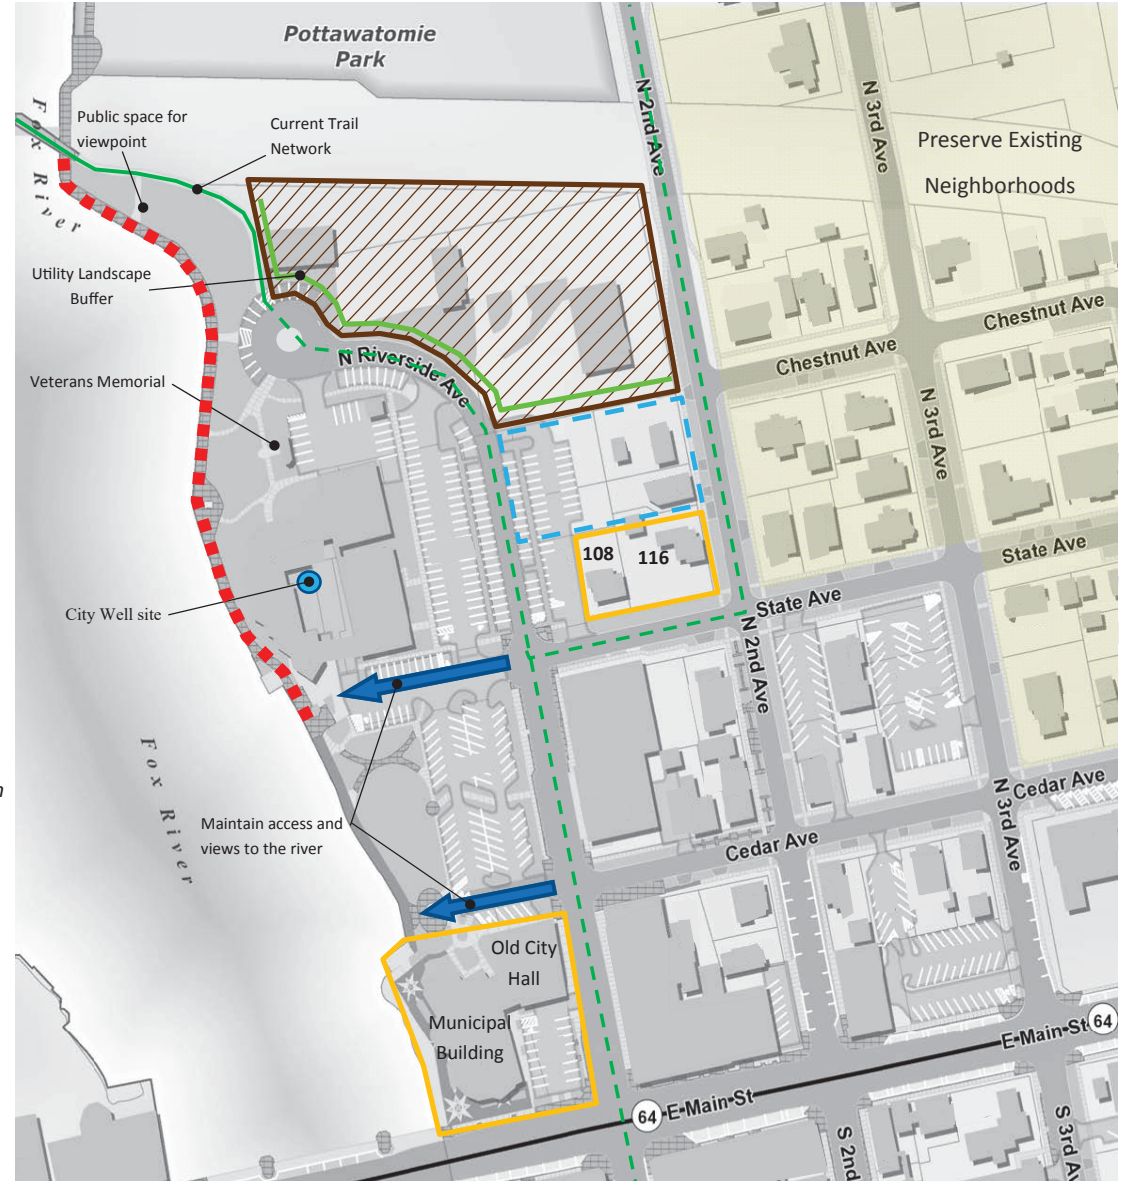 Pottawatomie
Park
Fox River
Public space for
viewpoint
Current Trail
Network
N 2nd Ave
N 3rd Ave
Preserve Existing
Neighborhoods
Utility Landscape
Buffer
Chestnut Ave
Chestnut Ave
N Riverside Ave
Veterans Memorial
N 3rd Ave
108
116
State Ave
State Ave
City Well site
N 2nd Ave
Fox River
n
Cedar Ave
N 3rd Ave
Maintain access and
views to the river
Cedar Ave
Old City
Hall
Municipal
Building
E Main St
64
64
E Main St
S 2nd
S 3rd Av